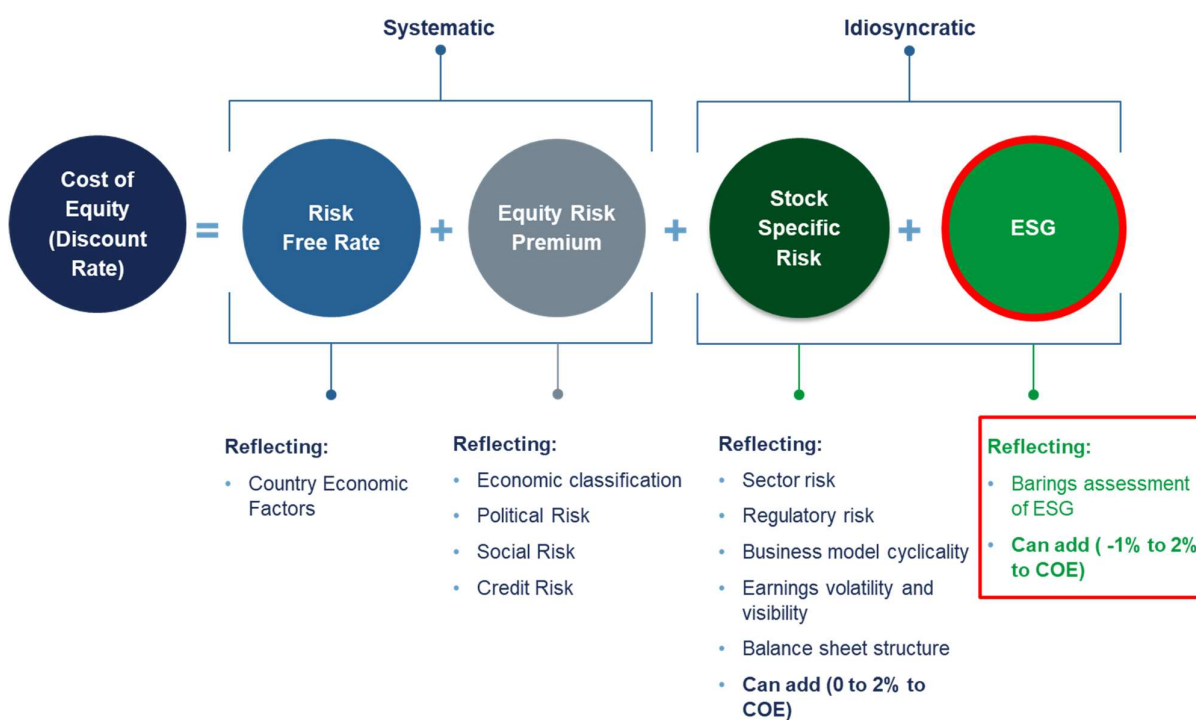 Systematic
Idiosyncratic
Cost of
Equity
(Discount
Rate)
=
Risk
Free Rate
+
Equity Risk
Premium
+
Stock
Specific
Risk
+
ESG
Reflecting:
• Country Economic
Factors
Reflecting:
• Economic classification
• Political Risk
• Social Risk
• Credit Risk
Reflecting:
• Sector risk
• Regulatory risk
• Business model cyclicality
• Earnings volatility and
visibility
• Balance sheet structure
• Can add (0 to 2% to
COE)
Reflecting:
• Barings assessment
of ESG
• Can add ( -1% to 2%
to COE)